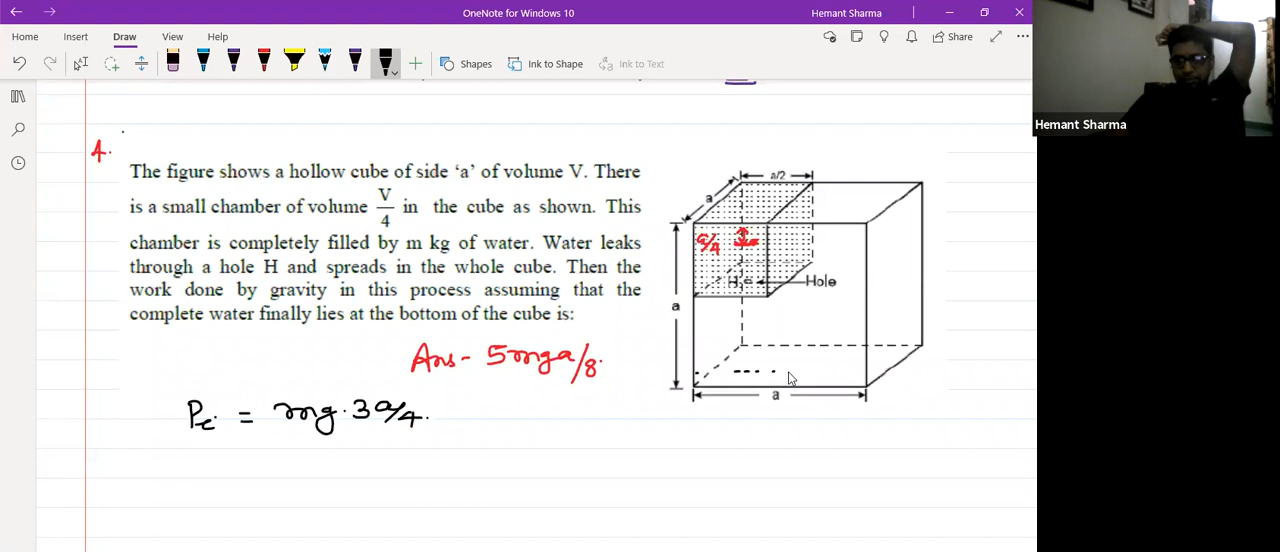 OneNote for Windows 10
Hemant Sharma
Home Insert Draw View Help
Shapes Ink to Shape Ink to Text Share
Hemant Sharma
4.
The figure shows a hollow cube of side ‘a’ of volume V. There
is a small chamber of volume V/4 in the cube as shown. This
chamber is completely filled by m kg of water. Water leaks
through a hole H and spreads in the whole cube. Then the
work done by gravity in this process assuming that the
complete water finally lies at the bottom of the cube is:
a/2
a
a/4
H
Hole
a
a
Ans- 5mga/8.
Pi = mg.3a/4.